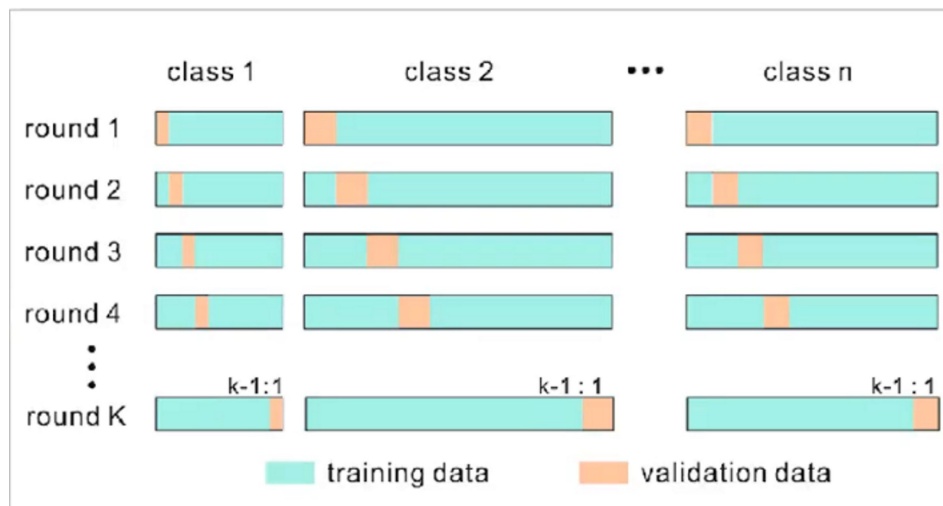 class 1 class 2 ••• class n
round 1
round 2
round 3
round 4
k-1:1 k-1 : 1 k-1 : 1
round K
training data validation data